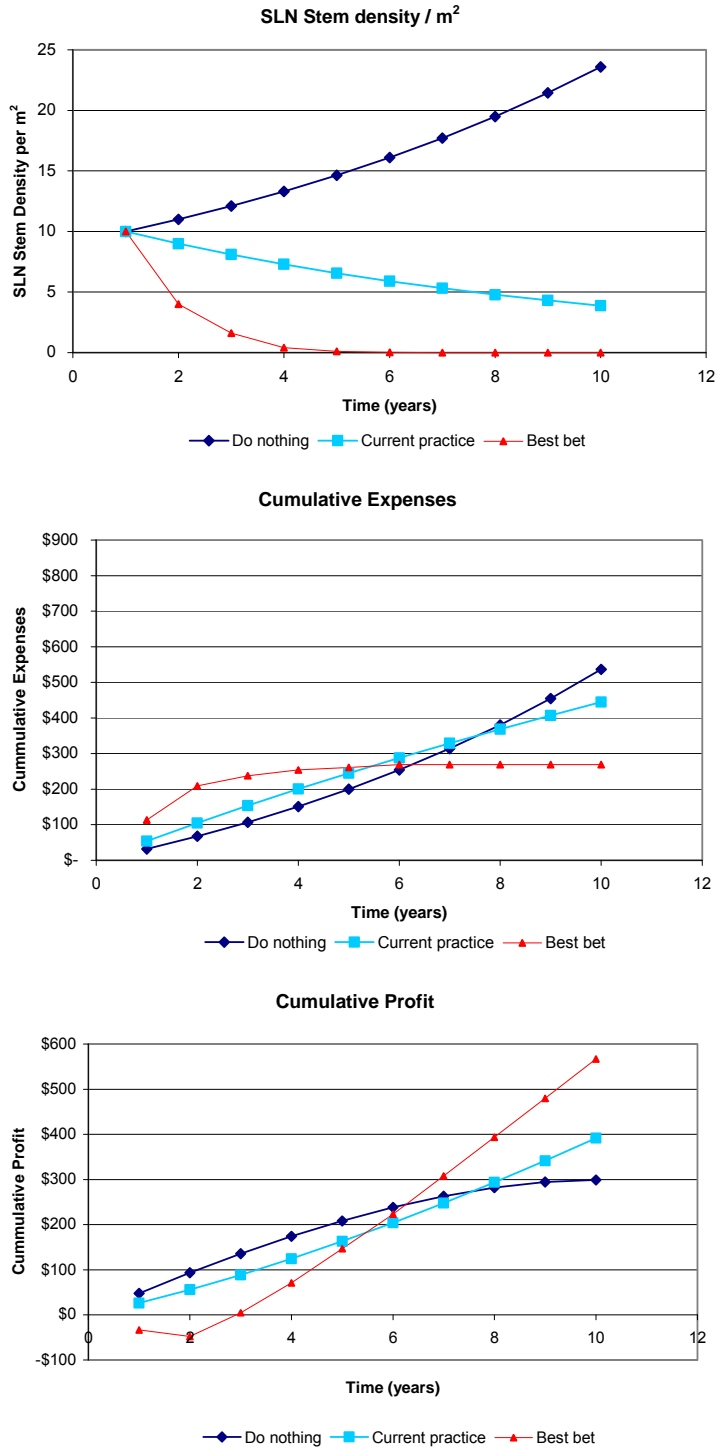 SLN Stem density / m²
25
20
15
10
5
0
SLN Stem Density per m²
0 2 4 6 8 10 12
Time (years)
Do nothing Current practice Best bet
Cumulative Expenses
$900
$800
$700
$600
$500
$400
$300
$200
$100
$-
Cummulative Expenses
0 2 4 6 8 10 12
Time (years)
Do nothing Current practice Best bet
Cumulative Profit
$600
$500
$400
$300
$200
$100
$0
-$100
Cummulative Profit
0 2 4 6 8 10 12
Time (years)
Do nothing Current practice Best bet